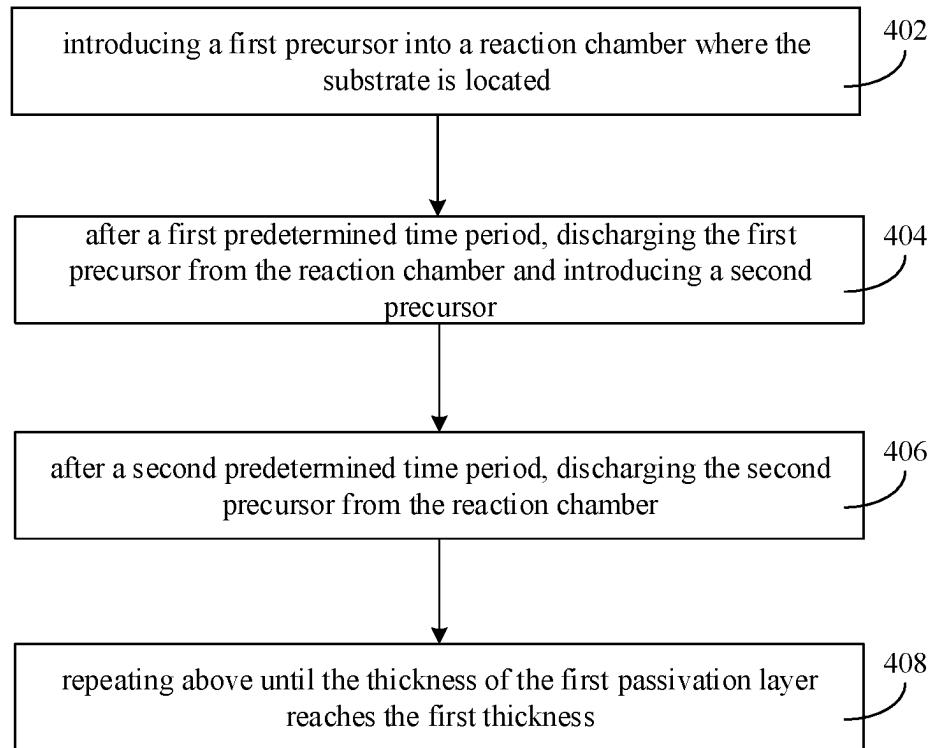 introducing a first precursor into a reaction chamber where the
substrate is located
402
after a first predetermined time period, discharging the first
precursor from the reaction chamber and introducing a second
precursor
404
after a second predetermined time period, discharging the second
precursor from the reaction chamber
406
repeating above until the thickness of the first passivation layer
reaches the first thickness
408